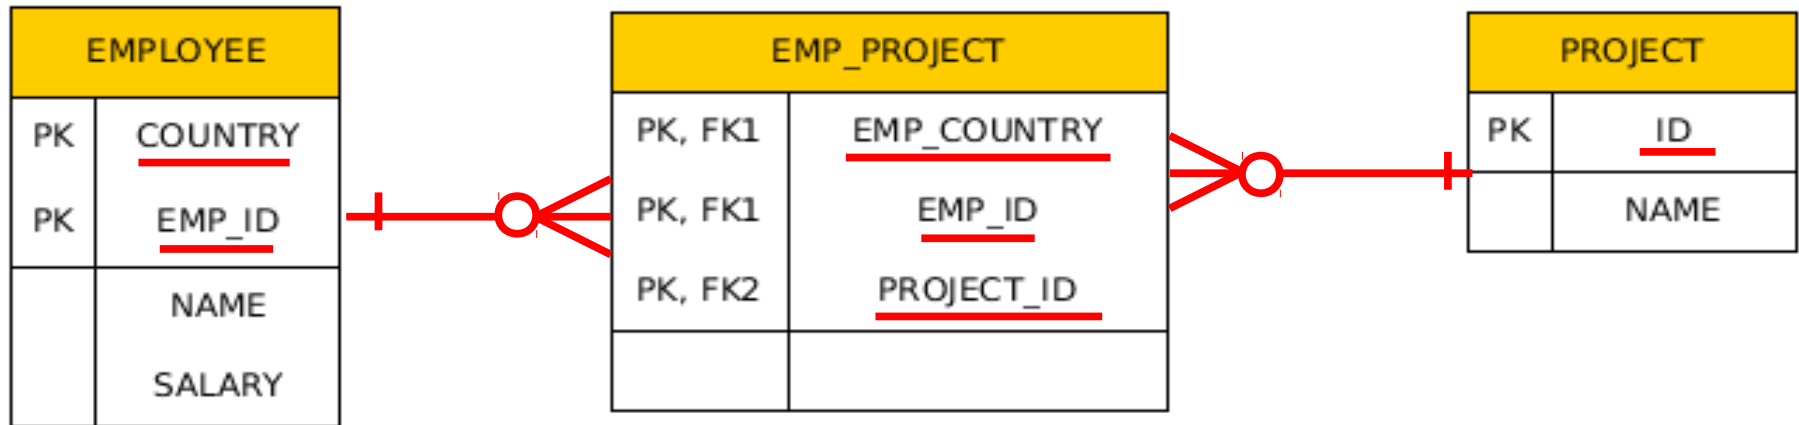 EMPLOYEE
PK COUNTRY
PK EMP_ID
NAME
SALARY
EMP_PROJECT
PK, FK1 EMP_COUNTRY
PK, FK1 EMP_ID
PK, FK2 PROJECT_ID
PROJECT
PK ID
NAME